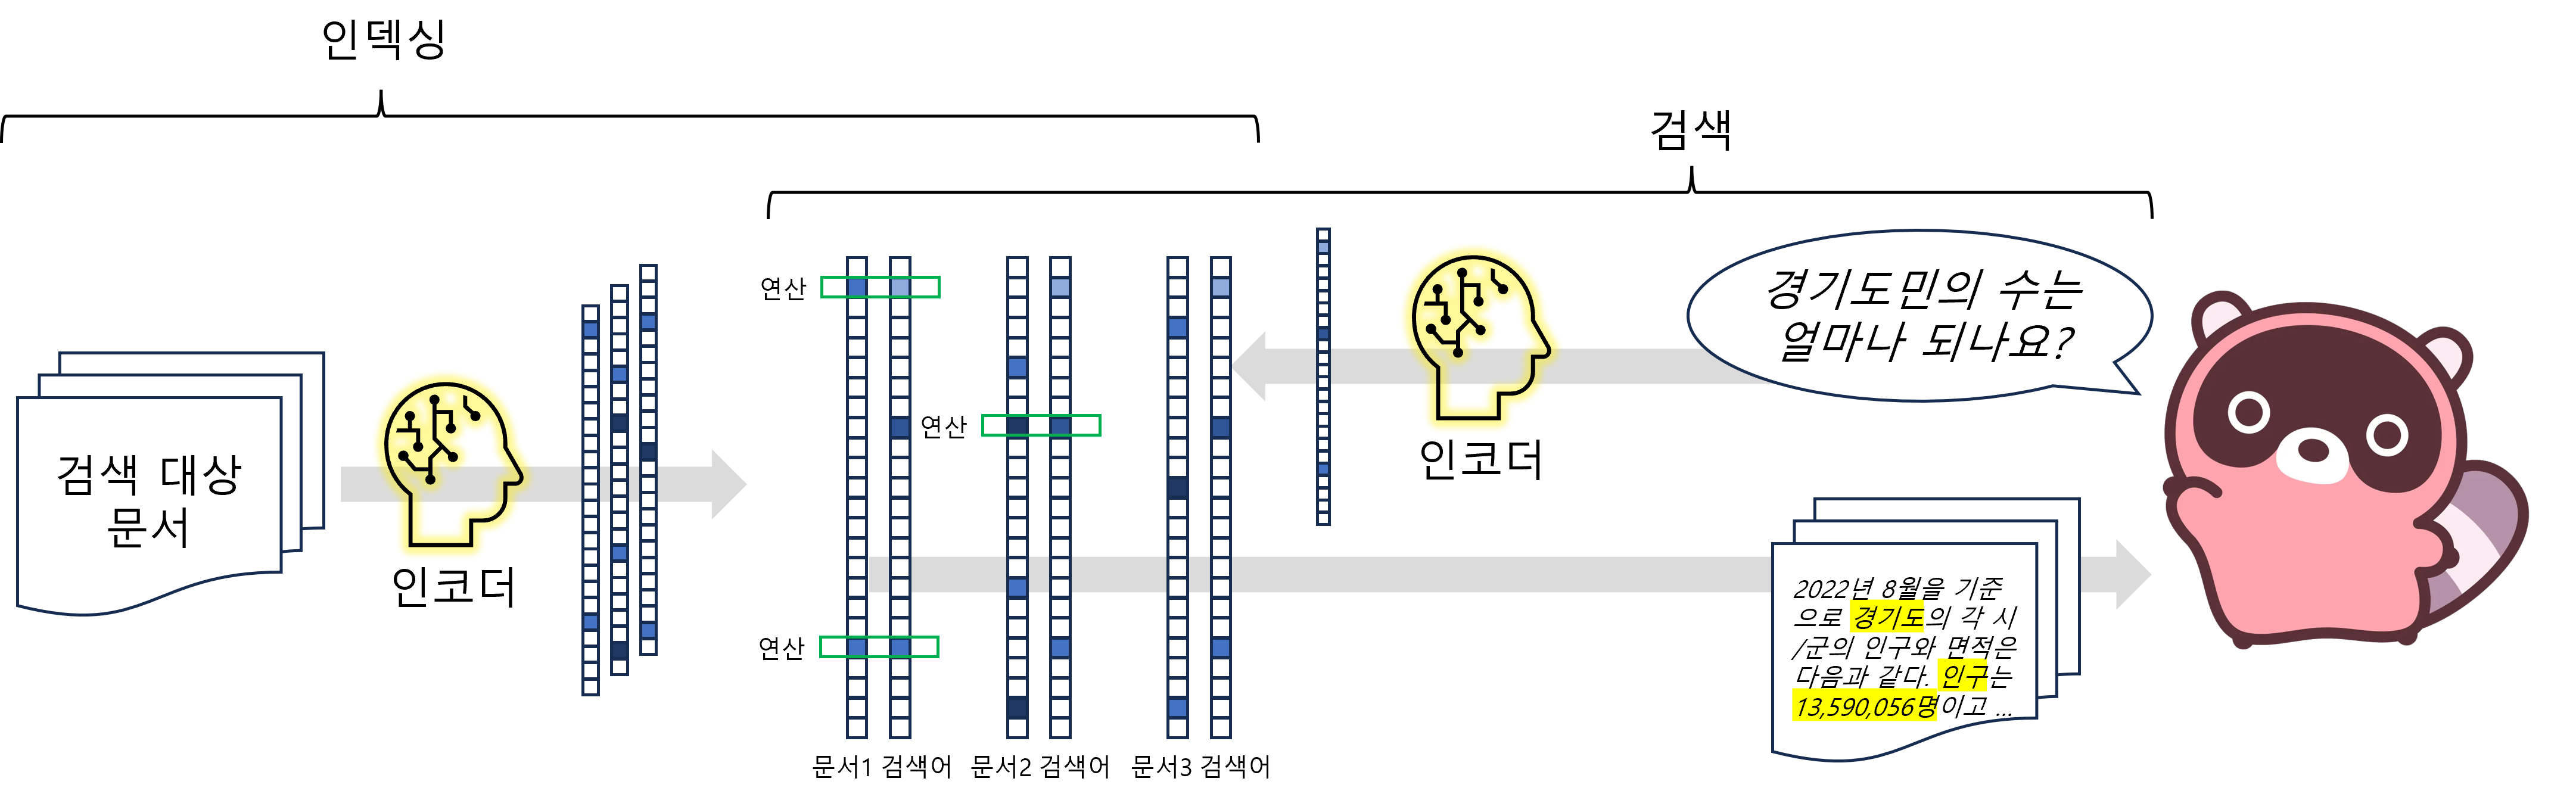 인덱싱
검색
검색 대상
문서
인코더
연산
연산
연산
문서1 검색어
문서2 검색어
문서3 검색어
인코더
경기도민의 수는
얼마나 되나요?
2022년 8월을 기준
으로 경기도의 각 시
/군의 인구와 면적은
다음과 같다. 인구는
13,590,056명이고 ...